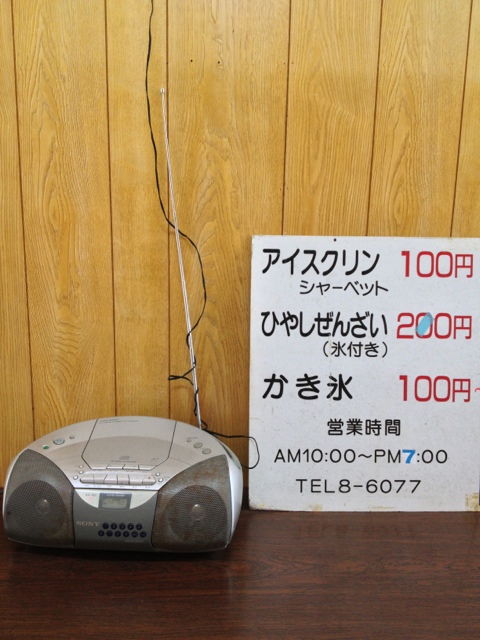 アイスクリン 100円
シャーベット
ひやしぜんざい 200円
(氷付き)
かき氷 100円~
営業時間
AM10:00~PM7:00
TEL8-6077
SONY